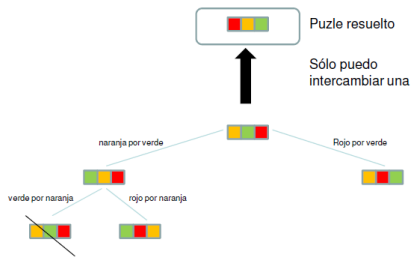 Puzle resuelto
Sólo puedo
intercambiar una
naranja por verde
Rojo por verde
verde por naranja
rojo por naranja